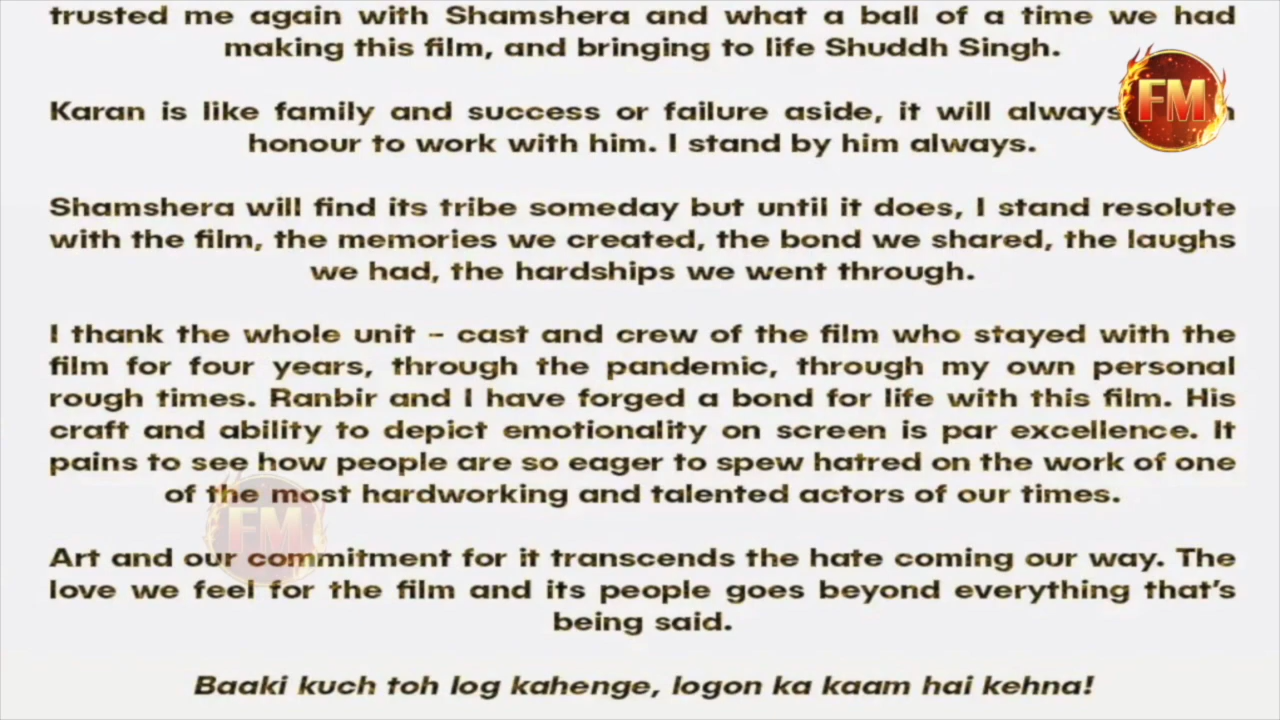 trusted me again with Shamshera and what a ball of a time we had
making this film, and bringing to life Shuddh Singh.
Karan is like family and success or failure aside, it will always
honour to work with him. I stand by him always.
Shamshera will find its tribe someday but until it does, I stand resolute
with the film, the memories we created, the bond we shared, the laughs
we had, the hardships we went through.
I thank the whole unit – cast and crew of the film who stayed with the
film for four years, through the pandemic, through my own personal
rough times. Ranbir and I have forged a bond for life with this film. His
craft and ability to depict emotionality on screen is par excellence. It
pains to see how people are so eager to spew hatred on the work of one
of the most hardworking and talented actors of our times.
Art and our commitment for it transcends the hate coming our way. The
love we feel for the film and its people goes beyond everything that's
being said.
Baaki kuch toh log kahenge, logon ka kaam hai kehna!
FM
FM